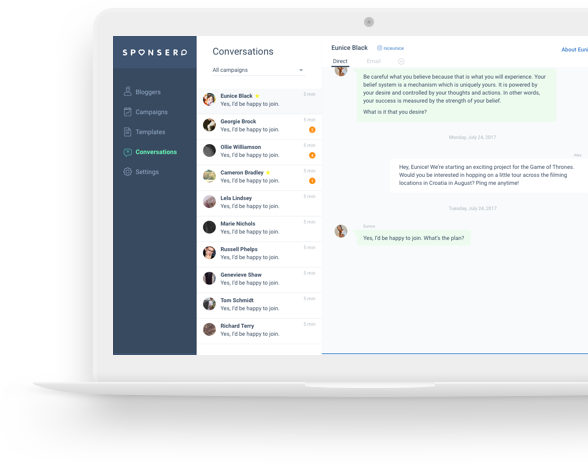 SPONSERD
Bloggers
Campaigns
Templates
Conversations
Settings
Conversations
All campaigns
Eunice Black
5 min
Yes, I'd be happy to join.
Georgie Brock
5 min
Yes, I'd be happy to join.
Ollie Williamson
5 min
Yes, I'd be happy to join.
Cameron Bradley
5 min
Yes, I'd be happy to join.
Lela Lindsey
5 min
Yes, I'd be happy to join.
Marie Nichols
5 min
Yes, I'd be happy to join.
Russell Phelps
5 min
Yes, I'd be happy to join.
Genevieve Shaw
5 min
Yes, I'd be happy to join.
Tom Schmidt
5 min
Yes, I'd be happy to join.
Richard Terry
5 min
Yes, I'd be happy to join.
Eunice Black
About Euni
Direct
Email
Be careful what you believe because that is what you will experience. Your
belief system is a mechanism which is uniquely yours. It is powered by
your desire and controlled by your thoughts and actions. In other words,
your success is measured by the strength of your belief.
What is it that you desire?
Monday, July 24, 2017
Alex
Hey, Eunice! We're starting an exciting project for the Game of Thrones.
Would you be interested in hopping on a little tour across the filming
locations in Croatia in August? Ping me anytime!
Tuesday, July 24, 2017
Eunice
Yes, I'd be happy to join. What's the plan?